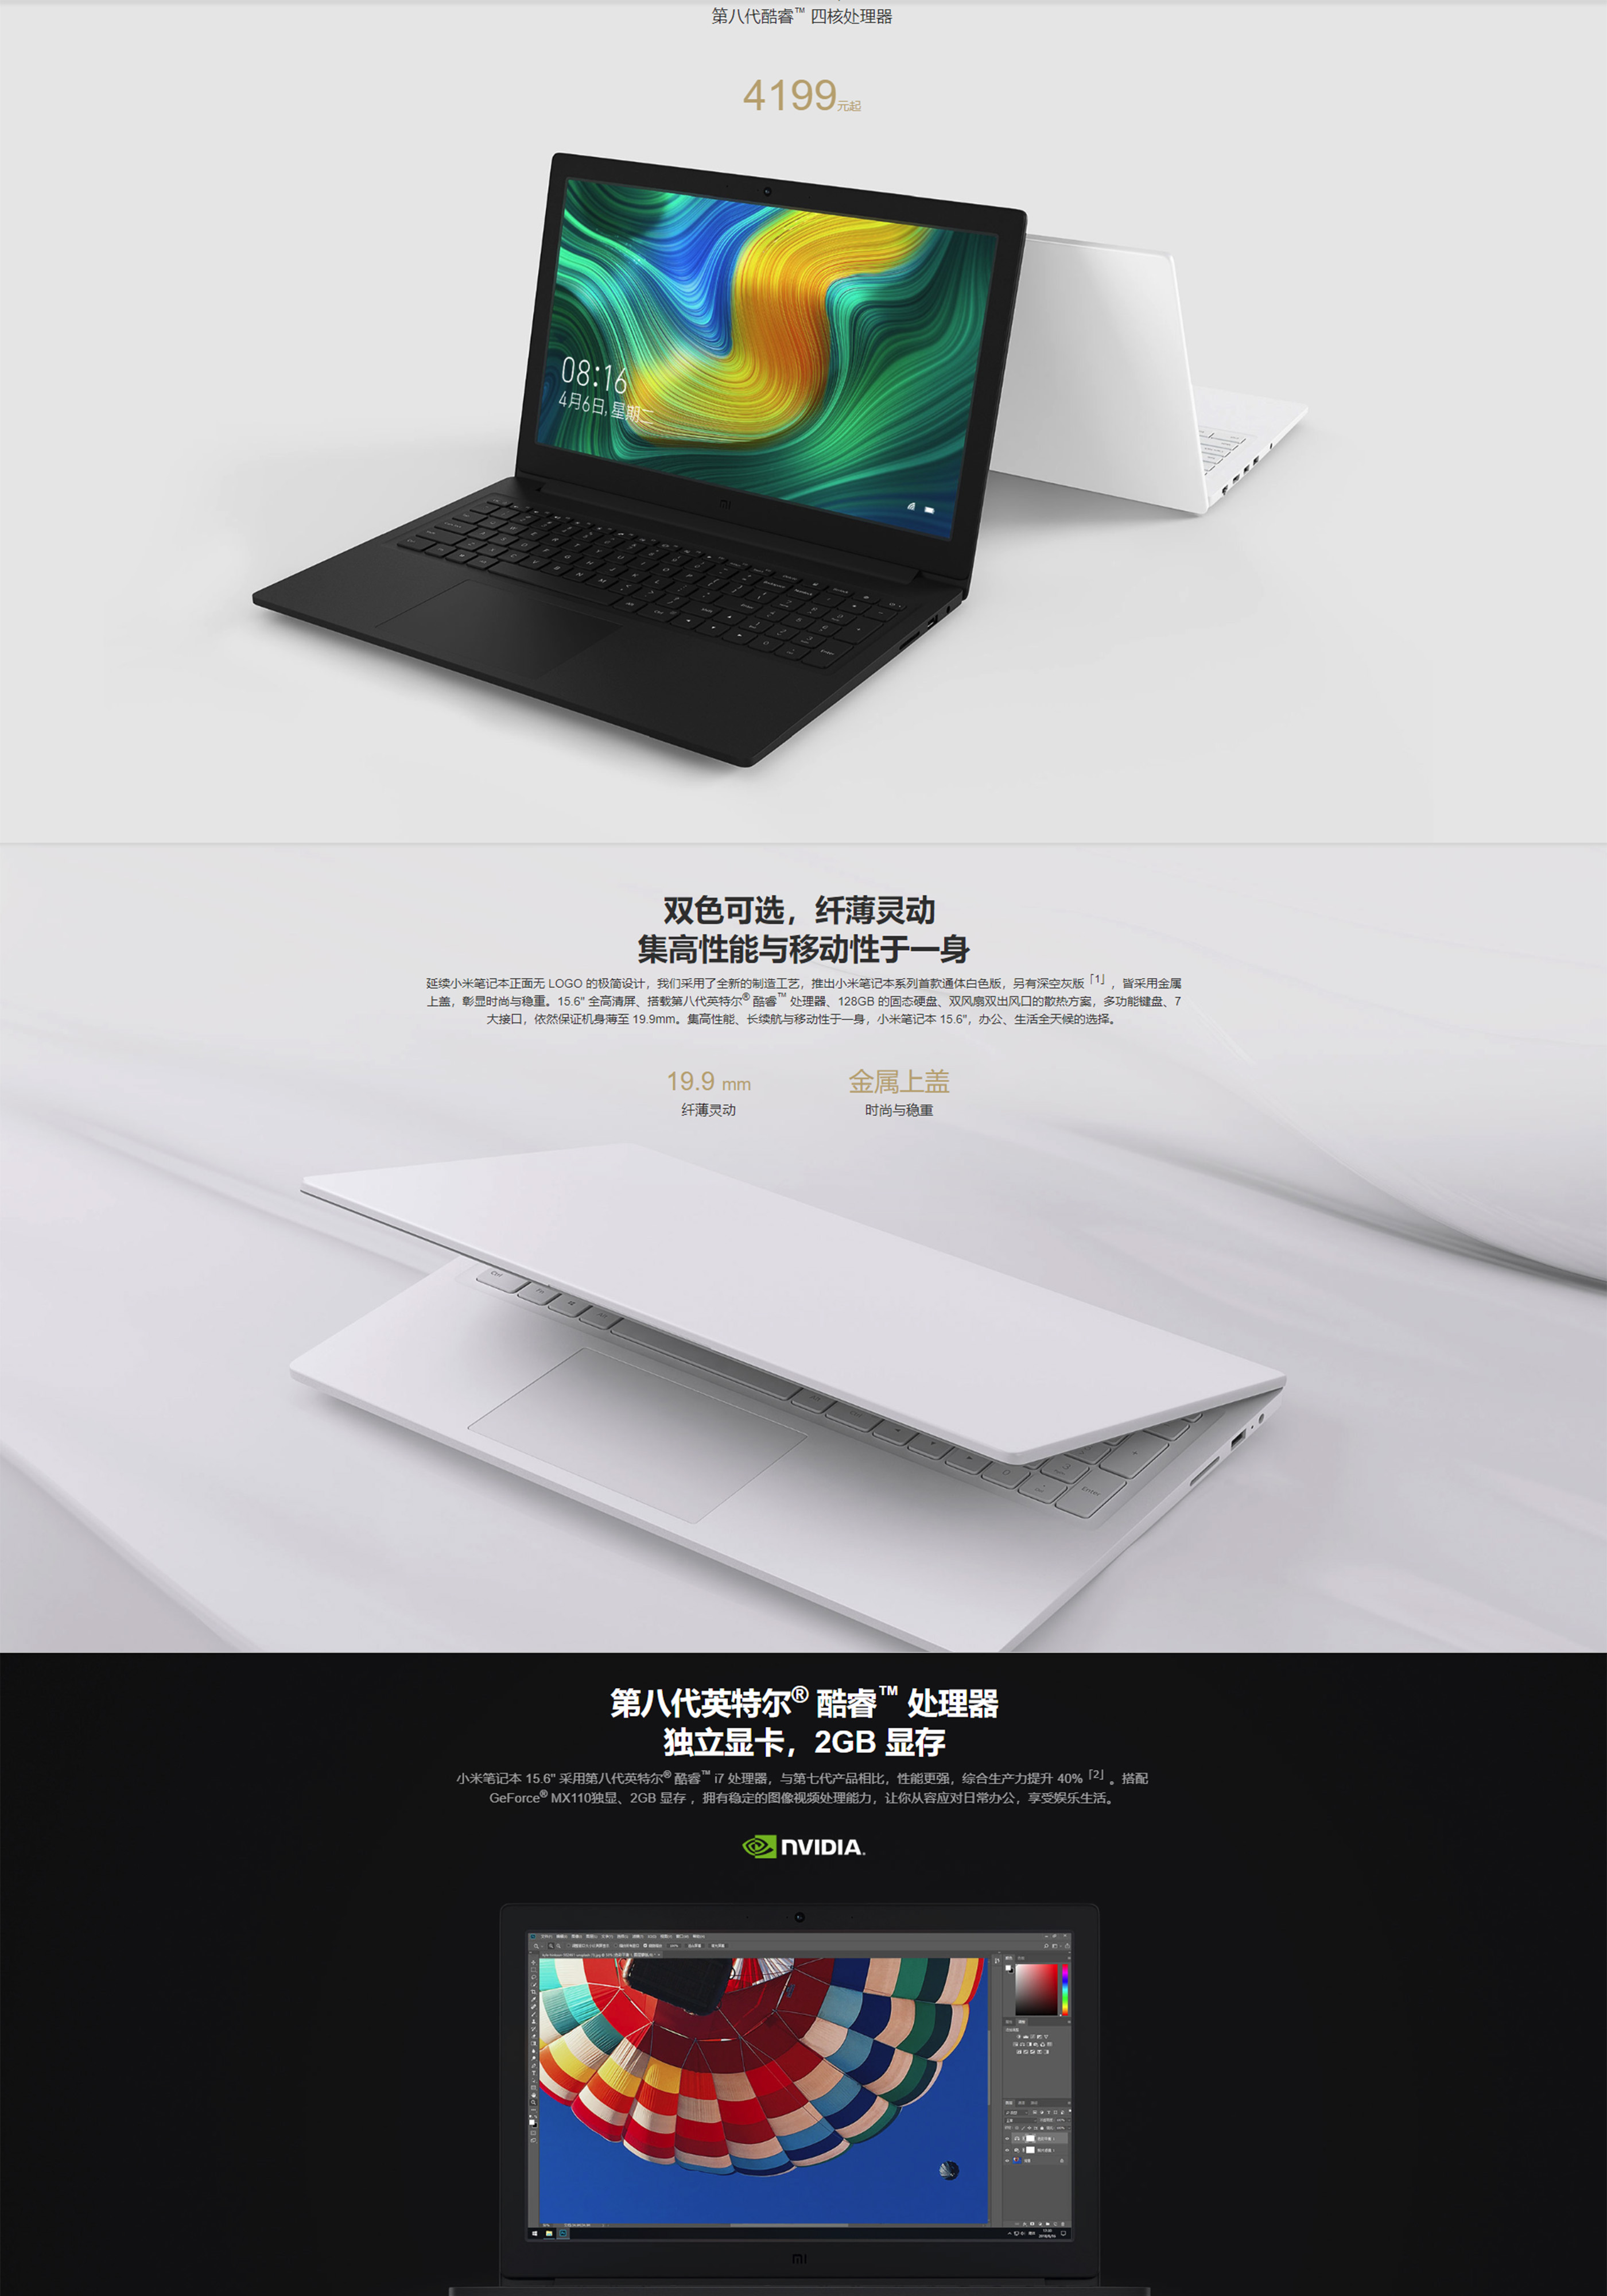 第八代酷睿™ 四核处理器
4199元起
08:16
4月6日, 星期二
mi
双色可选，纤薄灵动
集高性能与移动性于一身
延续小米笔记本正面无 LOGO 的极简设计，我们采用了全新的制造工艺，推出小米笔记本系列首款通体白色版，另有深空灰版「1」，皆采用金属
上盖，彰显时尚与稳重。15.6" 全高清屏、搭载第八代英特尔® 酷睿™ 处理器、128GB 的固态硬盘、双风扇双出风口的散热方案，多功能键盘、7
大接口，依然保证机身薄至 19.9mm。集高性能、长续航与移动性于一身，小米笔记本 15.6"，办公、生活全天候的选择。
19.9 mm
金属上盖
纤薄灵动
时尚与稳重
Ctrl
Fn
Enter
第八代英特尔® 酷睿™ 处理器
独立显卡，2GB 显存
小米笔记本 15.6" 采用第八代英特尔® 酷睿™ i7 处理器，与第七代产品相比，性能更强，综合生产力提升 40%「2」。搭配
GeForce® MX110独显、2GB 显存 ，拥有稳定的图像视频处理能力，让你从容应对日常办公，享受娱乐生活。
NVIDIA.
mi